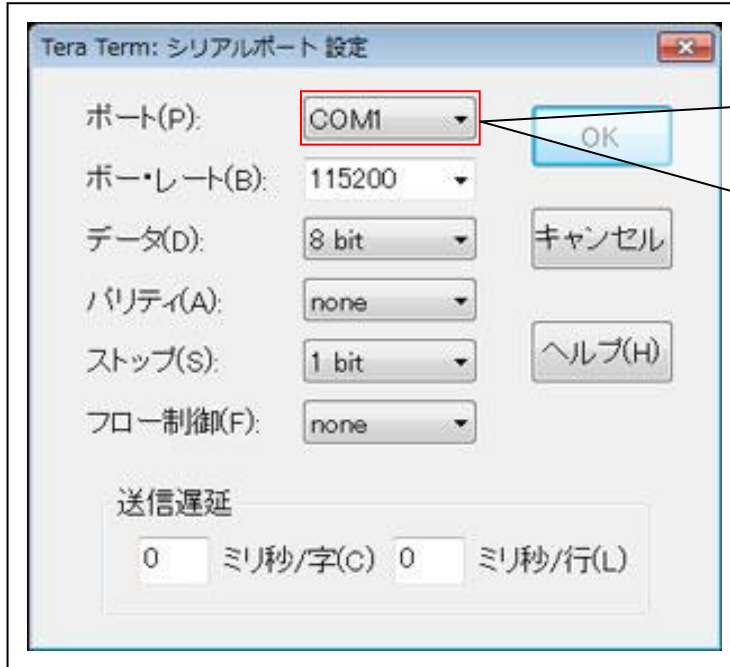 Tera Term: シリアルポート 設定
ポート(P): COM1
OK
ボー・レート(B): 115200
データ(D): 8 bit
キャンセル
パリティ(A): none
ストップ(S): 1 bit
ヘルプ(H)
フロー制御(F): none
送信遅延
0 ミリ秒/字(C) 0 ミリ秒/行(L)